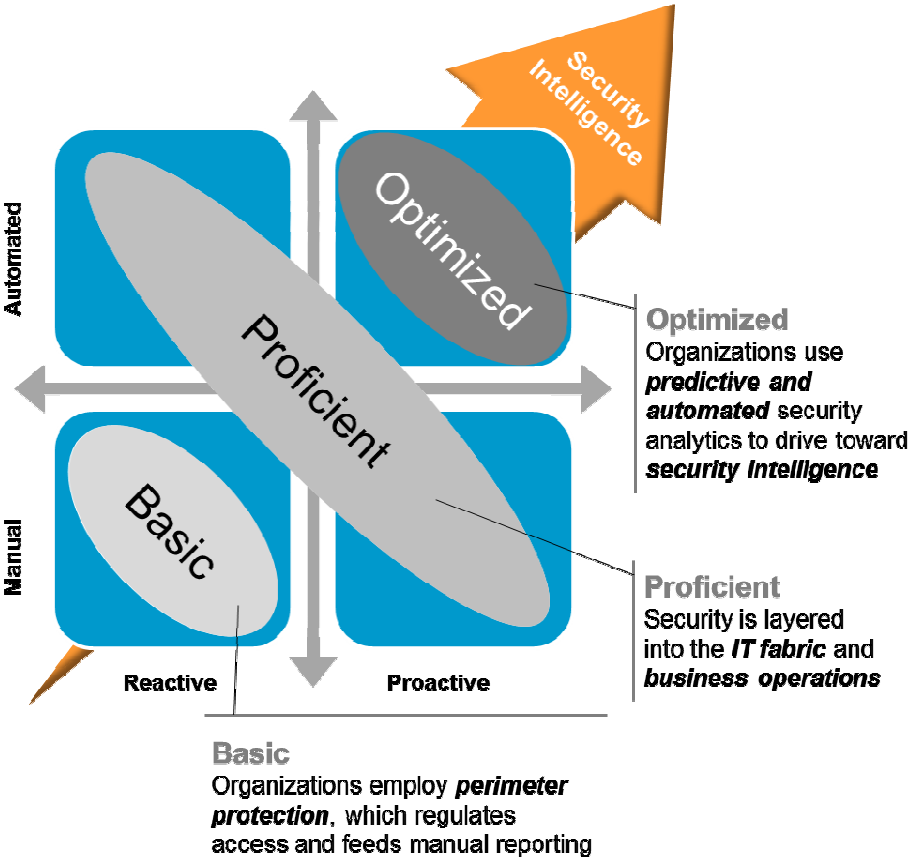 Security
Intelligence
Automated
Optimized
Proficient
Optimized
Organizations use
predictive and
automated security
analytics to drive toward
security intelligence
Manual
Basic
Proficient
Security is layered
into the IT fabric and
business operations
Reactive
Proactive
Basic
Organizations employ perimeter
protection, which regulates
access and feeds manual reporting